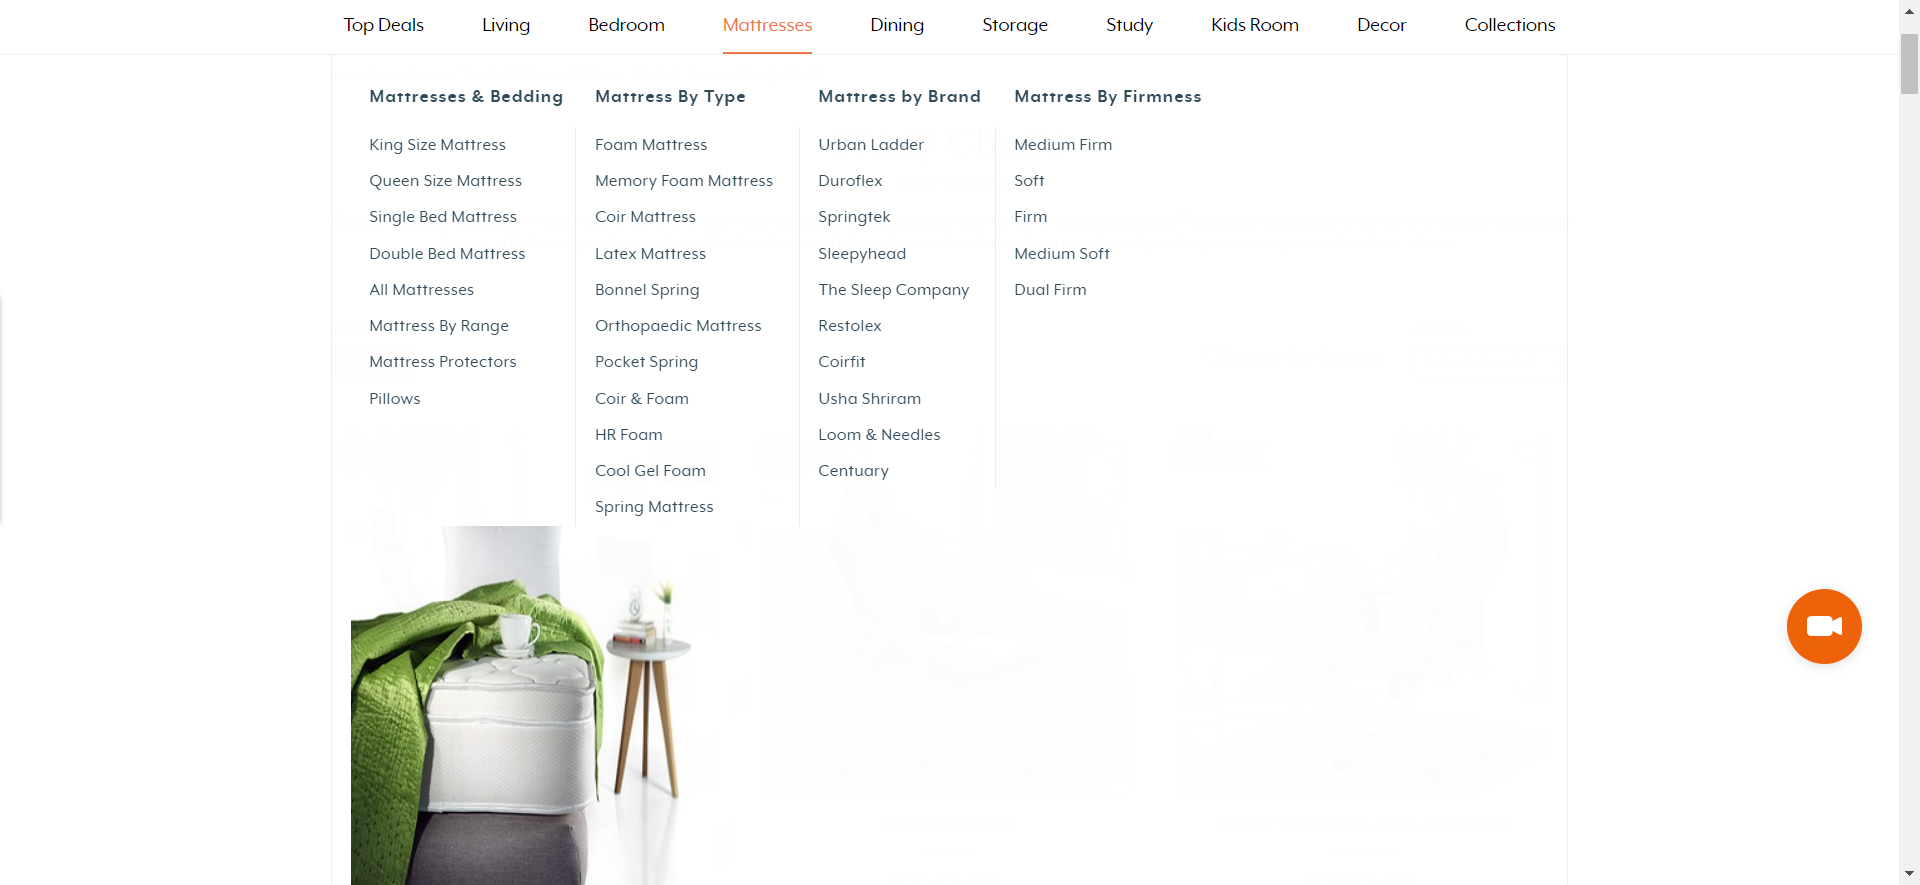 Top Deals Living Bedroom Mattresses Dining Storage Study Kids Room Decor Collections
Mattresses & Bedding
King Size Mattress
Queen Size Mattress
Single Bed Mattress
Double Bed Mattress
All Mattresses
Mattress By Range
Mattress Protectors
Pillows
Mattress By Type
Foam Mattress
Memory Foam Mattress
Coir Mattress
Latex Mattress
Bonnel Spring
Orthopaedic Mattress
Pocket Spring
Coir & Foam
HR Foam
Cool Gel Foam
Spring Mattress
Mattress by Brand
Urban Ladder
Duroflex
Springtek
Sleepyhead
The Sleep Company
Restolex
Coirfit
Usha Shriram
Loom & Needles
Centuary
Mattress By Firmness
Medium Firm
Soft
Firm
Medium Soft
Dual Firm